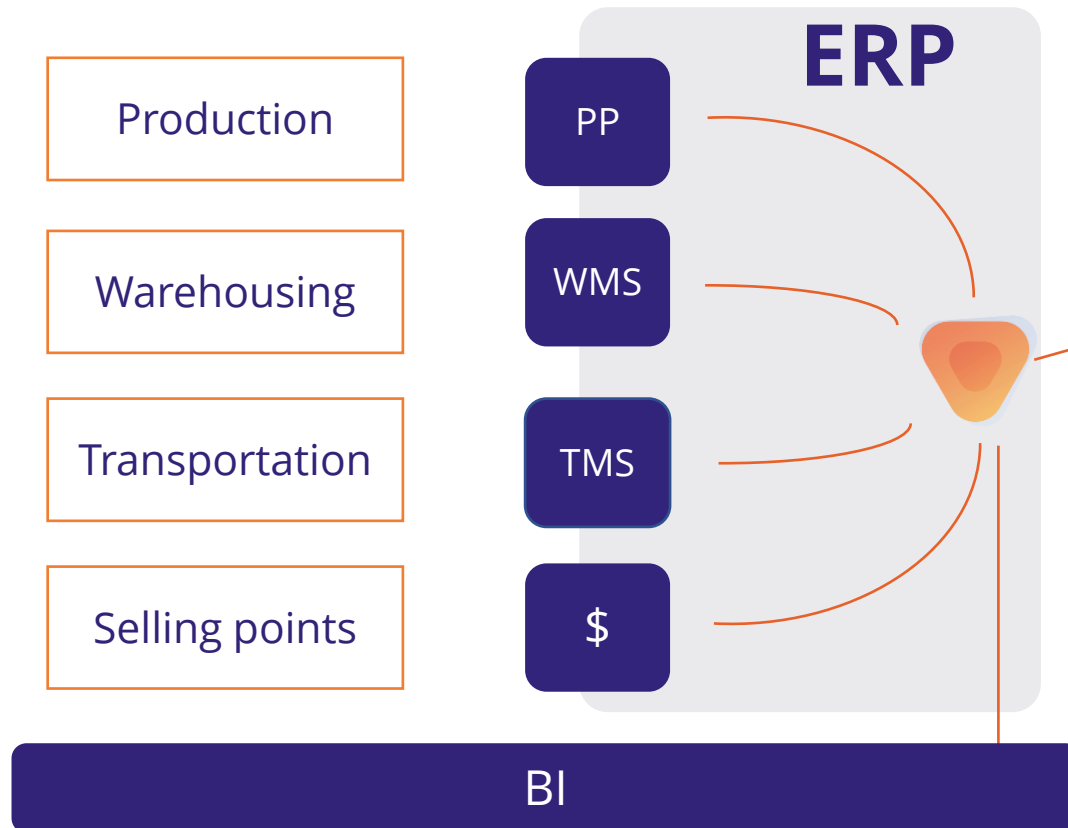 ERP
Production
PP
Warehousing
WMS
Transportation
TMS
Selling points
$
BI